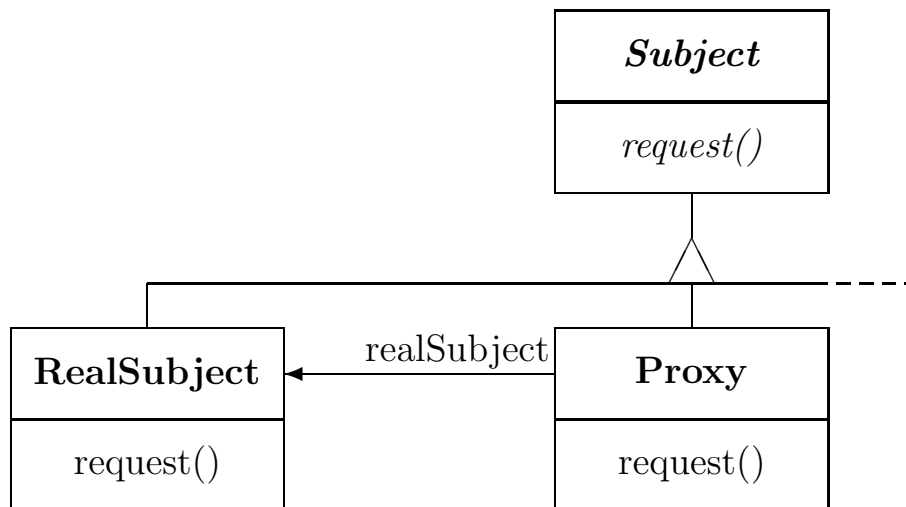 Subject
request()
realSubject
RealSubject
Proxy
request()
request()